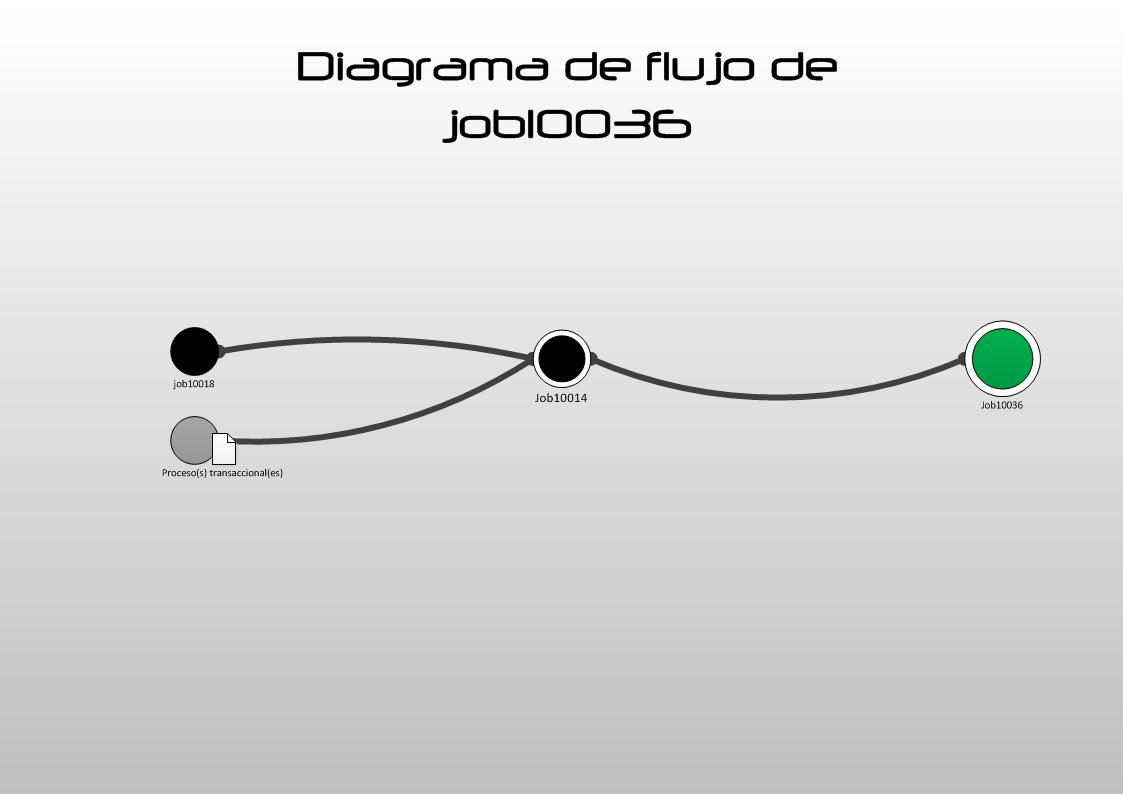 Diagrama de flujo de
job10036
job10018
Job10014
Job10036
Proceso(s) transaccional(es)